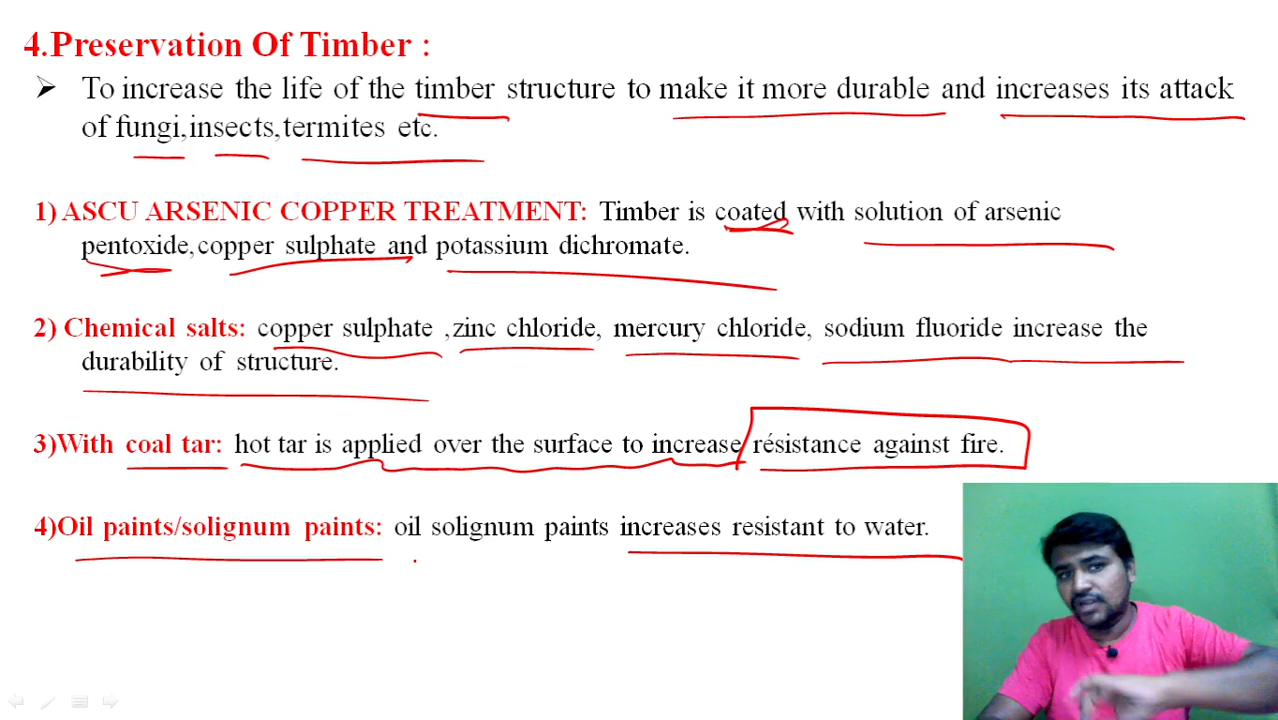 4.Preservation Of Timber :
➤ To increase the life of the timber structure to make it more durable and increases its attack
of fungi,insects,termites etc.
1) ASCU ARSENIC COPPER TREATMENT: Timber is coated with solution of arsenic
pentoxide,copper sulphate and potassium dichromate.
2) Chemical salts: copper sulphate ,zinc chloride, mercury chloride, sodium fluoride increase the
durability of structure.
3)With coal tar: hot tar is applied over the surface to increase résistance against fire.
4)Oil paints/solignum paints: oil solignum paints increases resistant to water.